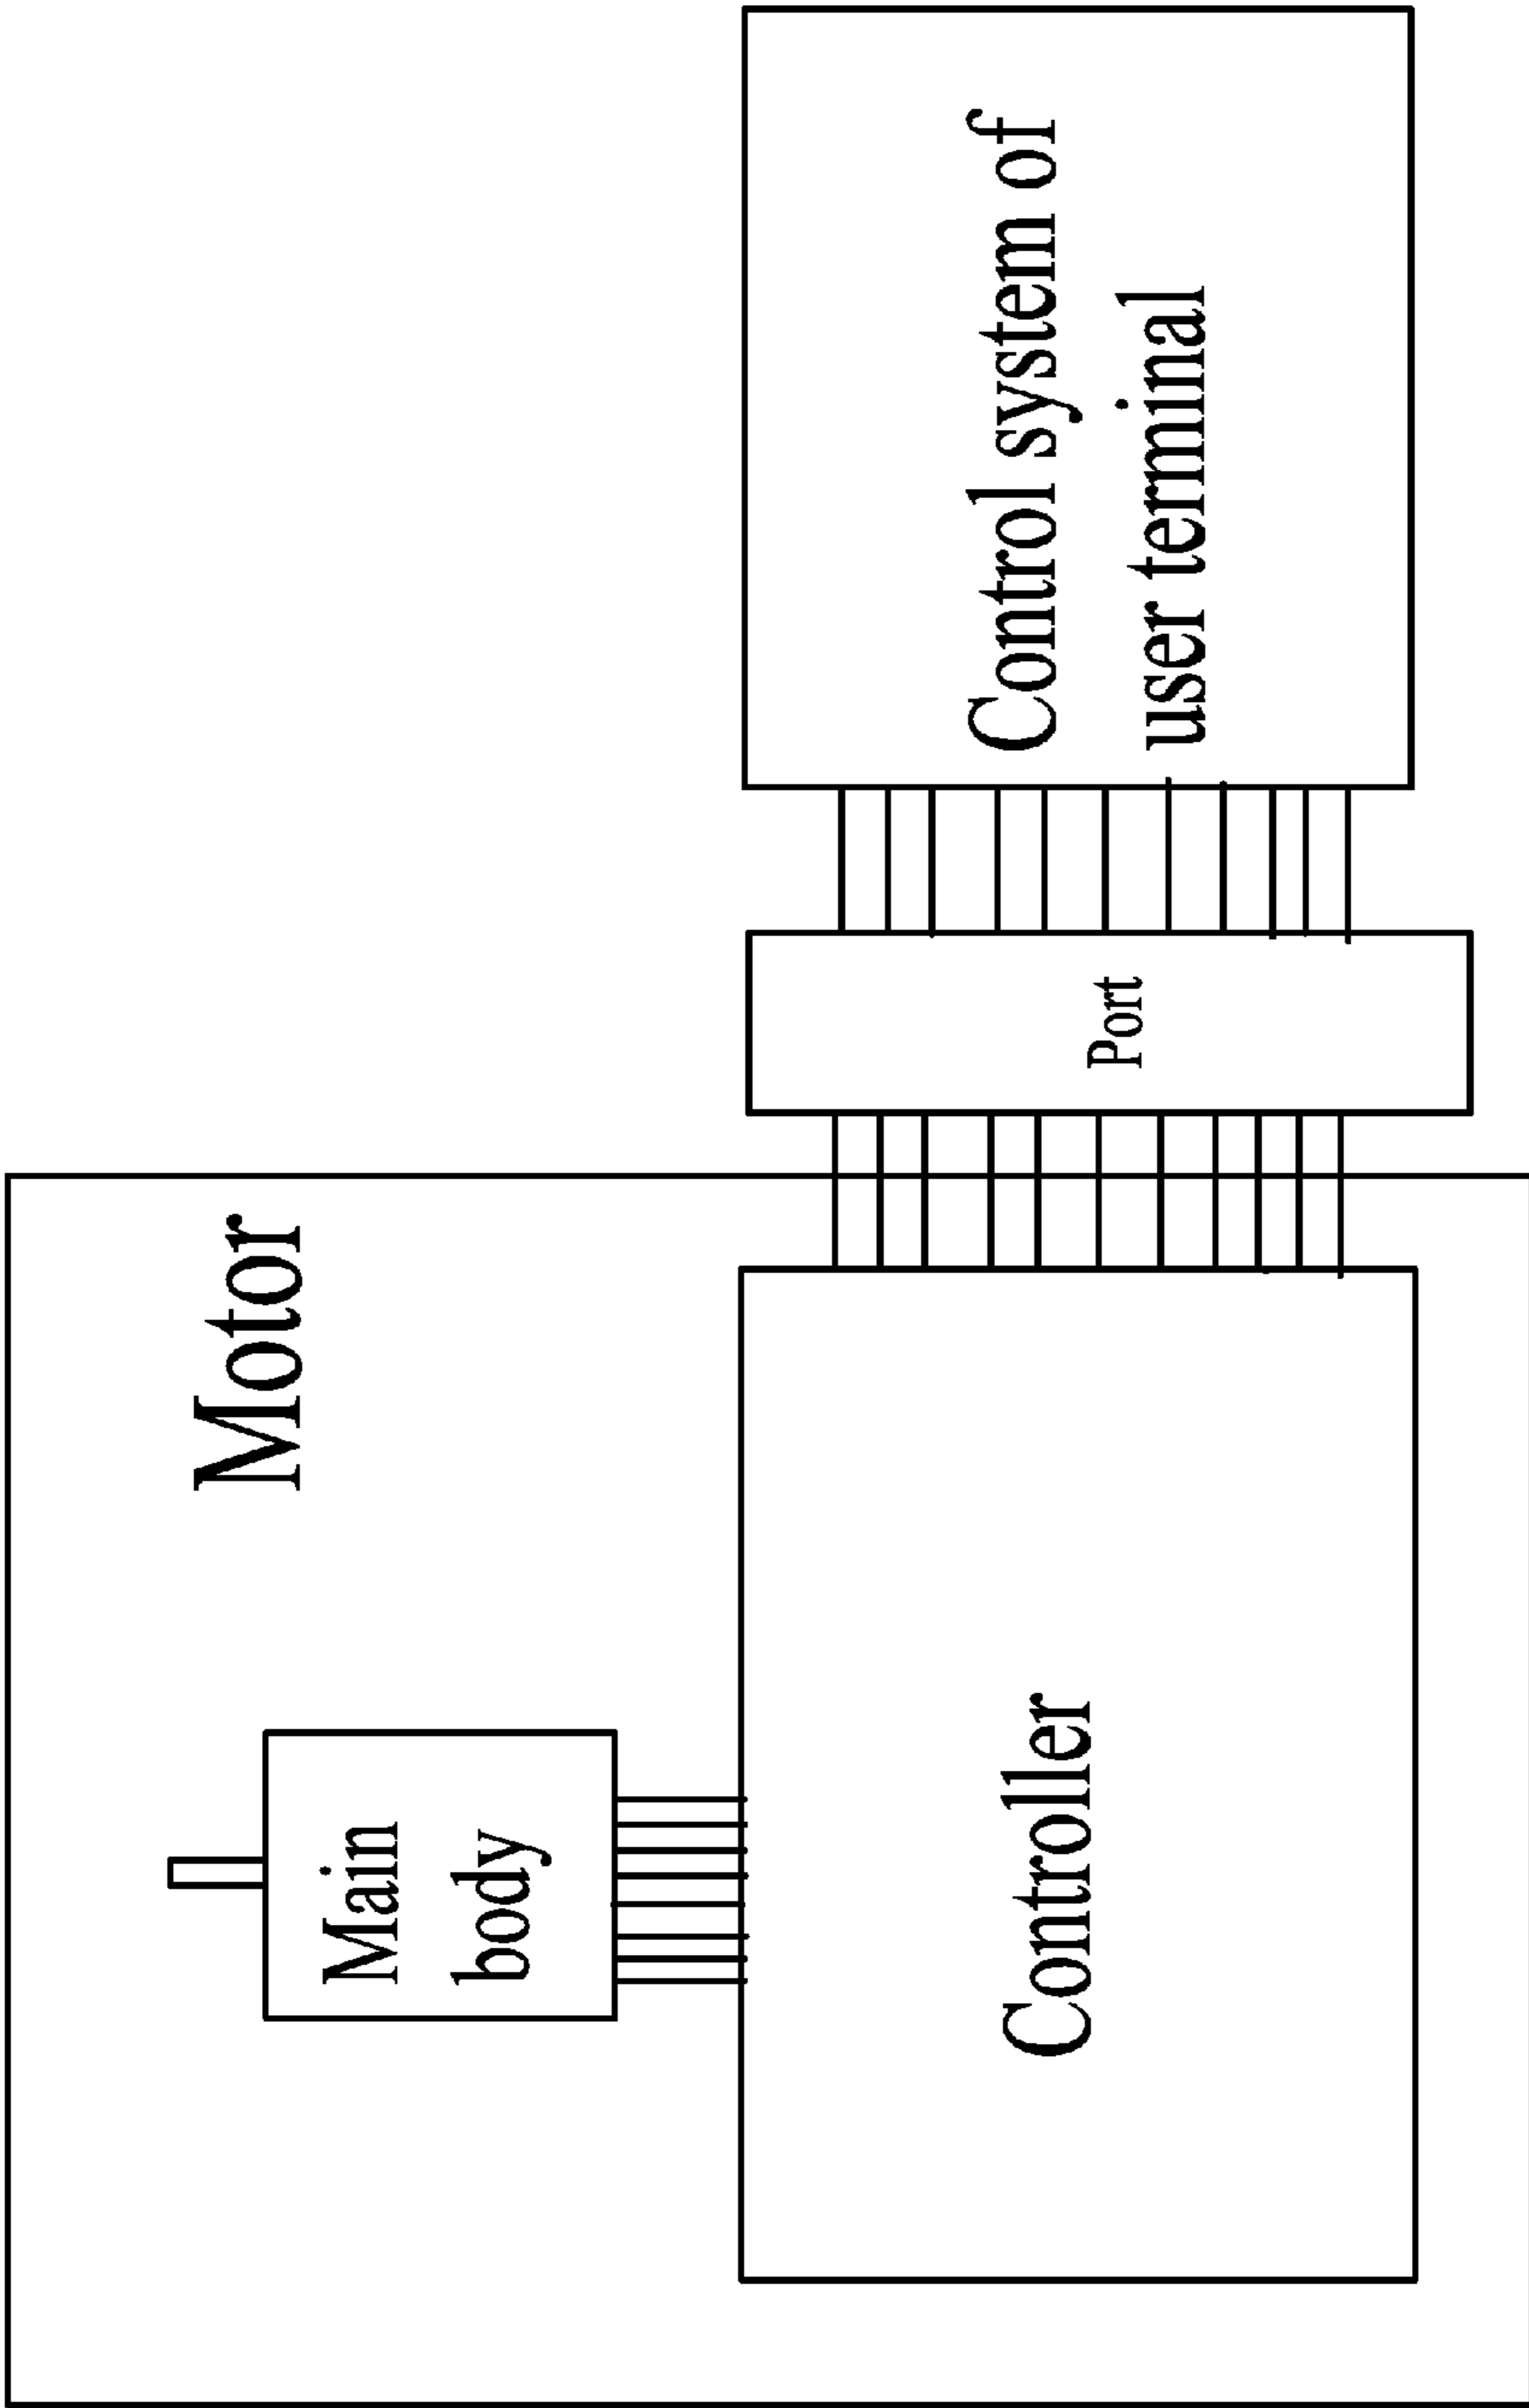 Motor
Main
body
Controller
Port
Control system of
user terminal